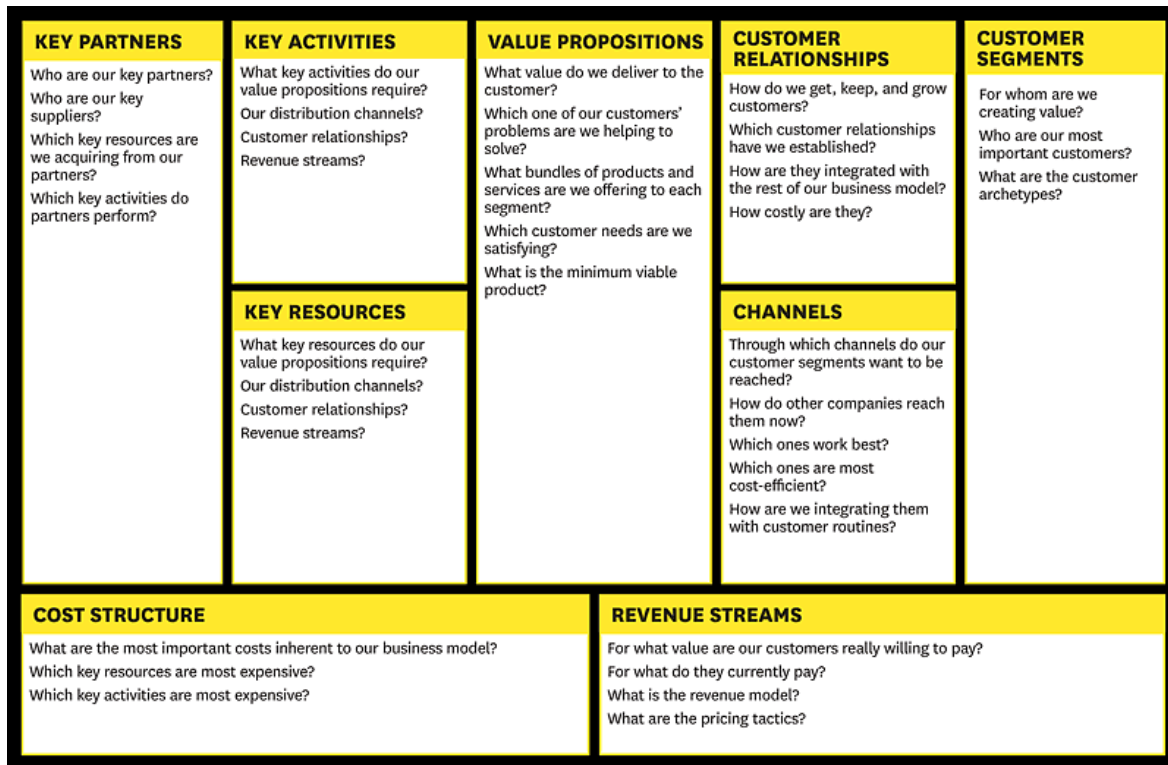 KEY PARTNERS
Who are our key partners?
Who are our key
suppliers?
Which key resources are
we acquiring from our
partners?
Which key activities do
partners perform?
KEY ACTIVITIES
What key activities do our
value propositions require?
Our distribution channels?
Customer relationships?
Revenue streams?
KEY RESOURCES
What key resources do our
value propositions require?
Our distribution channels?
Customer relationships?
Revenue streams?
VALUE PROPOSITIONS
What value do we deliver to the
customer?
Which one of our customers’
problems are we helping to
solve?
What bundles of products and
services are we offering to each
segment?
Which customer needs are we
satisfying?
What is the minimum viable
product?
CUSTOMER
RELATIONSHIPS
How do we get, keep, and grow
customers?
Which customer relationships
have we established?
How are they integrated with
the rest of our business model?
How costly are they?
CHANNELS
Through which channels do our
customer segments want to be
reached?
How do other companies reach
them now?
Which ones work best?
Which ones are most
cost-efficient?
How are we integrating them
with customer routines?
CUSTOMER
SEGMENTS
For whom are we
creating value?
Who are our most
important customers?
What are the customer
archetypes?
COST STRUCTURE
What are the most important costs inherent to our business model?
Which key resources are most expensive?
Which key activities are most expensive?
REVENUE STREAMS
For what value are our customers really willing to pay?
For what do they currently pay?
What is the revenue model?
What are the pricing tactics?